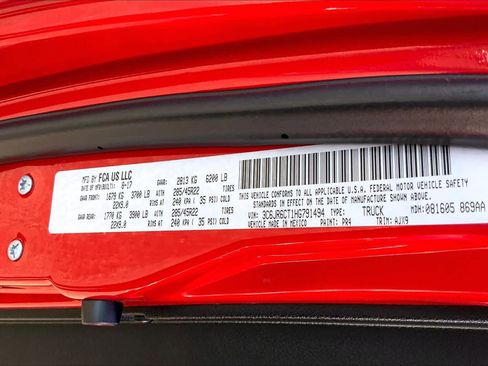 MFD BY FCA US LLC
DATE OF MFR(BUILT): 8-17 GAWR: 2813 KG 6200 LB
GAWR FRONT: 1679 KG 3700 LB WITH 285/45R22 TIRES
22X9.0 RIMS AT 240 KPA ( 35 PSI) COLD
GAWR REAR: 1770 KG 3900 LB WITH 285/45R22 TIRES
22X9.0 RIMS AT 240 KPA ( 35 PSI) COLD
THIS VEHICLE CONFORMS TO ALL APPLICABLE U.S.A. FEDERAL MOTOR VEHICLE SAFETY
STANDARDS IN EFFECT ON THE DATE OF MANUFACTURE SHOWN ABOVE.
VIN: 3C6JR6CT1HG791494 TYPE: TRUCK MDH: 081605 869AA
VEHICLE MADE IN MEXICO PAINT: PR4 TRIM: AJX9